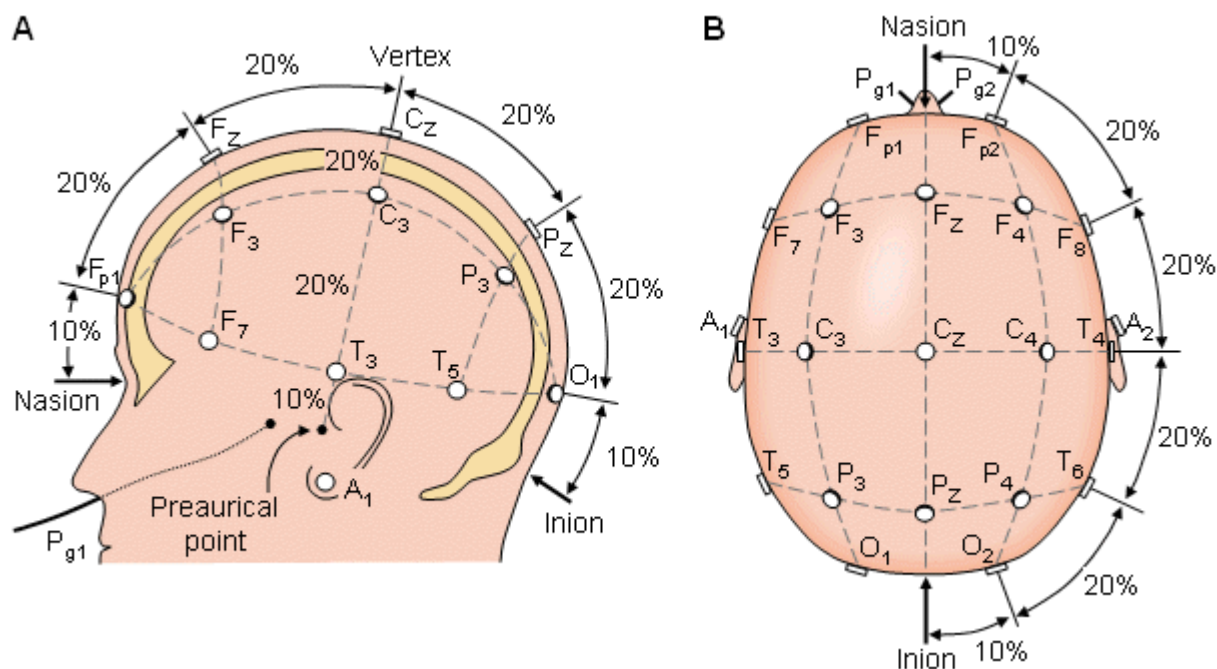 A
20%
Vertex
20%
20%
FZ
CZ
20%
F3
C3
PZ
Fp1
20%
P3
20%
10%
F7
T3
T5
O1
Nasion
10%
10%
A1
Preaurical
point
Inion
Pg1
B
Nasion
10%
Pg1
Pg2
Fp1
Fp2
20%
F7
F3
FZ
F4
F8
20%
A1
T3
C3
CZ
C4
T4
A2
20%
T5
P3
PZ
P4
T6
O1
O2
20%
10%
Inion